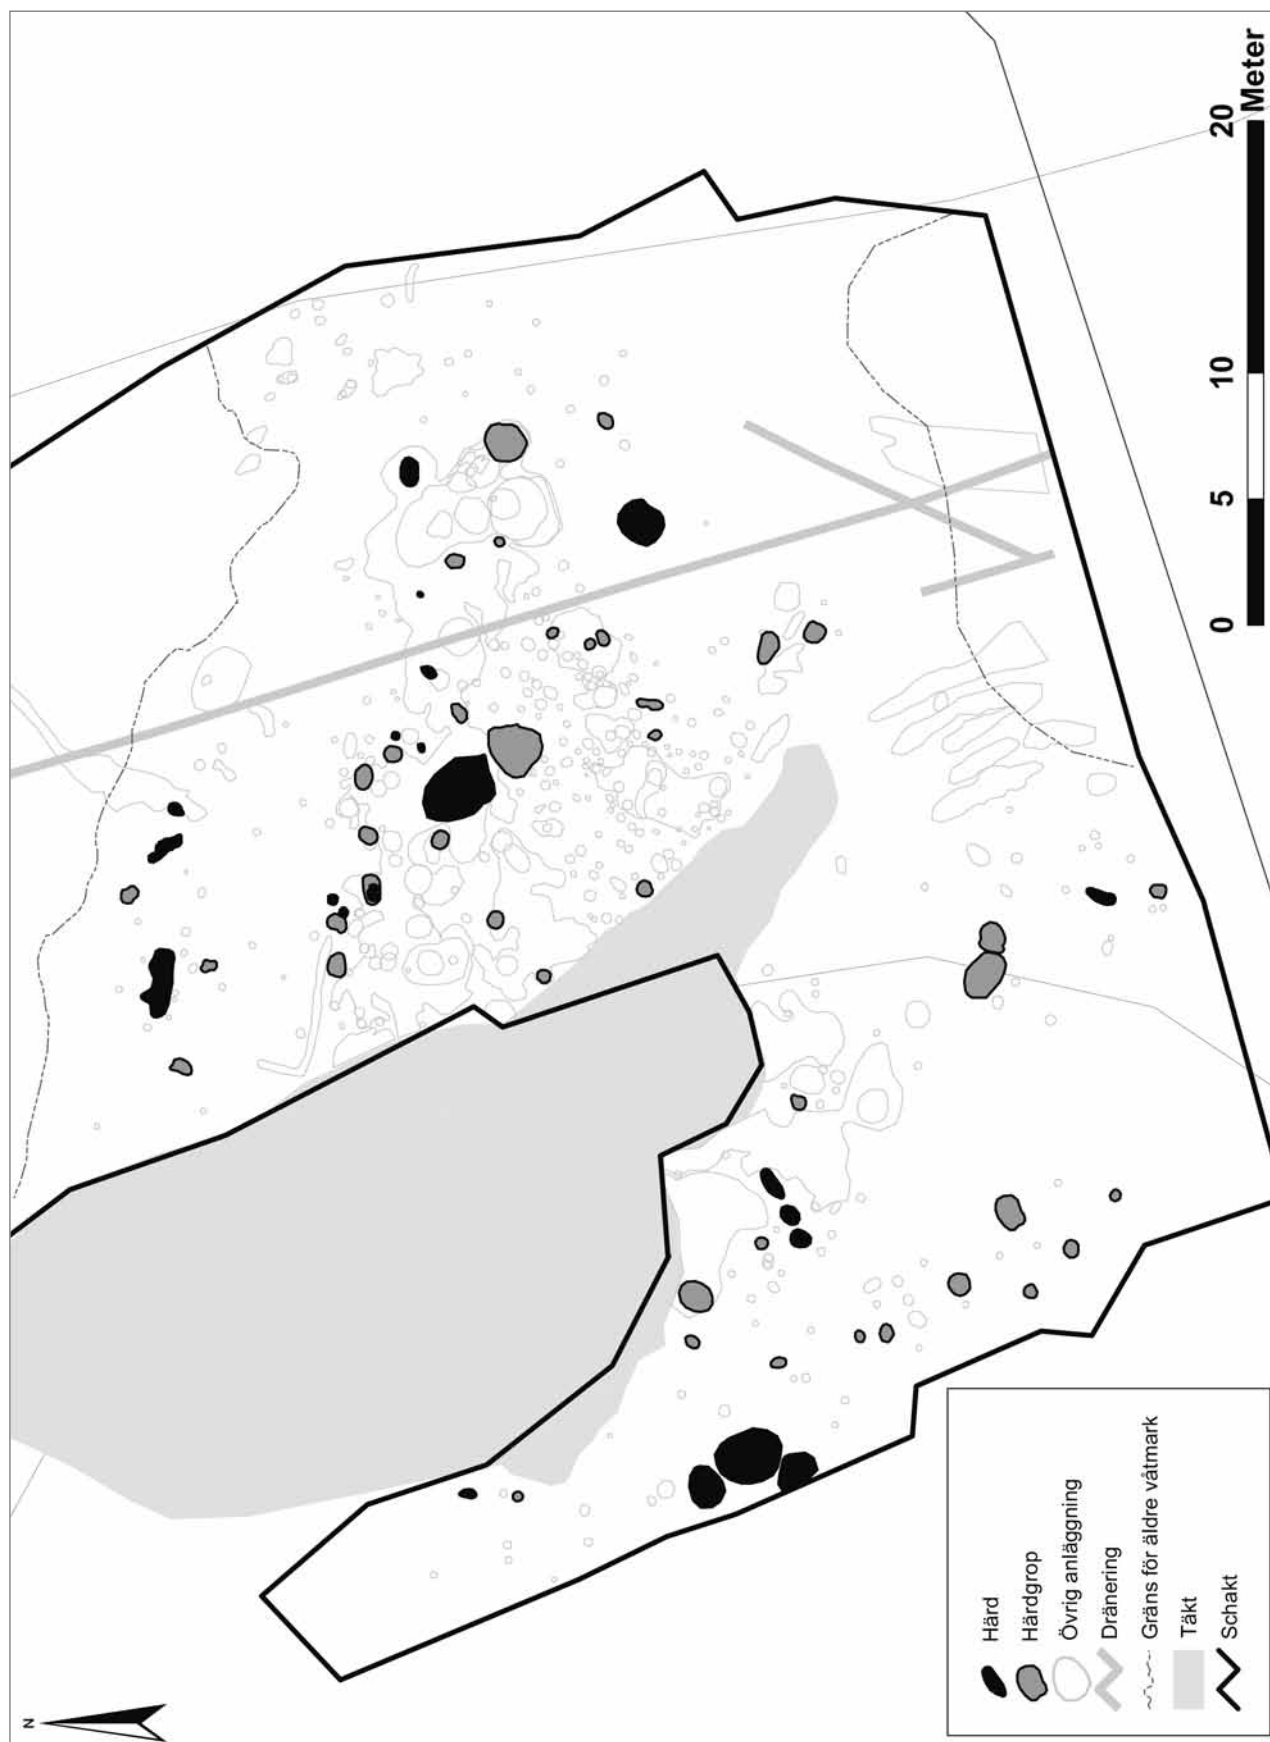 N
Härd
Härdgrop
Övrig anläggning
Dränering
Gräns för äldre våtmark
Täkt
Schakt
0 5 10 20
Meter